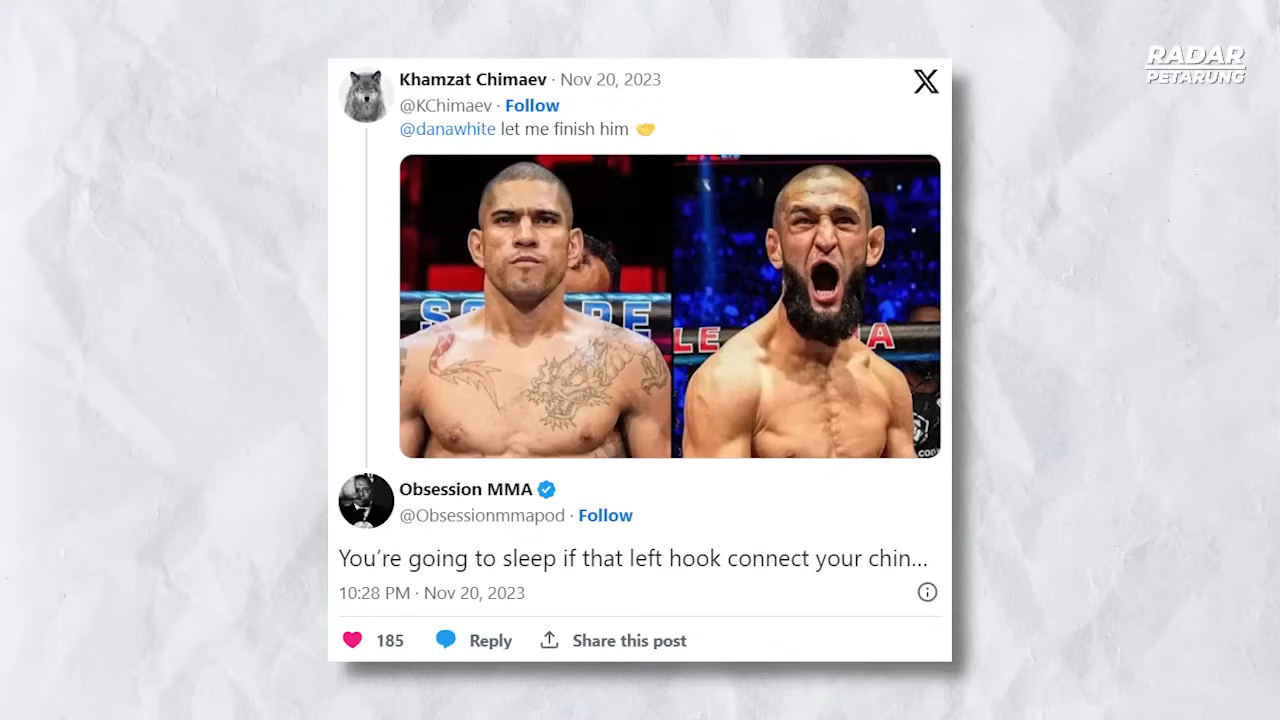 RADAR
PETARUNG
Khamzat Chimaev · Nov 20, 2023
@KChimaev · Follow
@danawhite let me finish him 🤝
Obsession MMA
@Obsessionmmapod · Follow
You’re going to sleep if that left hook connect your chin...
10:28 PM · Nov 20, 2023
185 Reply Share this post